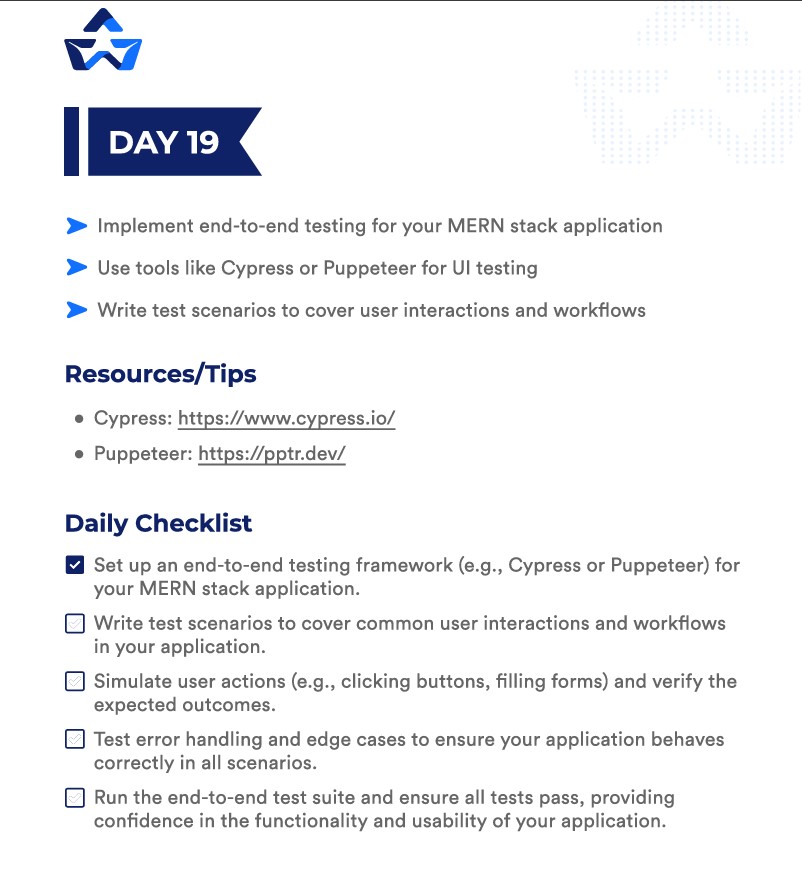 DAY 19
Implement end-to-end testing for your MERN stack application
Use tools like Cypress or Puppeteer for UI testing
Write test scenarios to cover user interactions and workflows
Resources/Tips
Cypress: https://www.cypress.io/
Puppeteer: https://pptr.dev/
Daily Checklist
Set up an end-to-end testing framework (e.g., Cypress or Puppeteer) for
your MERN stack application.
Write test scenarios to cover common user interactions and workflows
in your application.
Simulate user actions (e.g., clicking buttons, filling forms) and verify the
expected outcomes.
Test error handling and edge cases to ensure your application behaves
correctly in all scenarios.
Run the end-to-end test suite and ensure all tests pass, providing
confidence in the functionality and usability of your application.